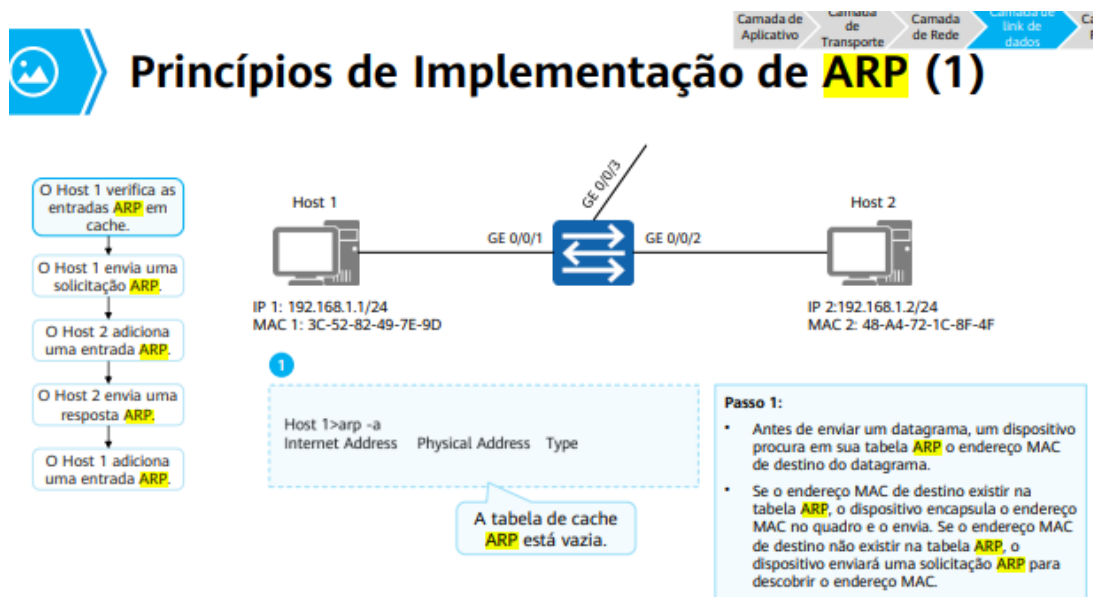 Camada de
Aplicativo
Camada
de
Transporte
Camada
de Rede
Camada de
link de
dados
Princípios de Implementação de ARP (1)
O Host 1 verifica as
entradas ARP em
cache.
O Host 1 envia uma
solicitação ARP.
O Host 2 adiciona
uma entrada ARP.
O Host 2 envia uma
resposta ARP.
O Host 1 adiciona
uma entrada ARP.
Host 1
GE 0/0/1
GE 0/0/3
GE 0/0/2
Host 2
IP 1: 192.168.1.1/24
MAC 1: 3C-52-82-49-7E-9D
IP 2:192.168.1.2/24
MAC 2: 48-A4-72-1C-8F-4F
1
Host 1>arp -a
Internet Address Physical Address Type
A tabela de cache
ARP está vazia.
Passo 1:
• Antes de enviar um datagrama, um dispositivo
procura em sua tabela ARP o endereço MAC
de destino do datagrama.
• Se o endereço MAC de destino existir na
tabela ARP, o dispositivo encapsula o endereço
MAC no quadro e o envia. Se o endereço MAC
de destino não existir na tabela ARP, o
dispositivo enviará uma solicitação ARP para
descobrir o endereço MAC.